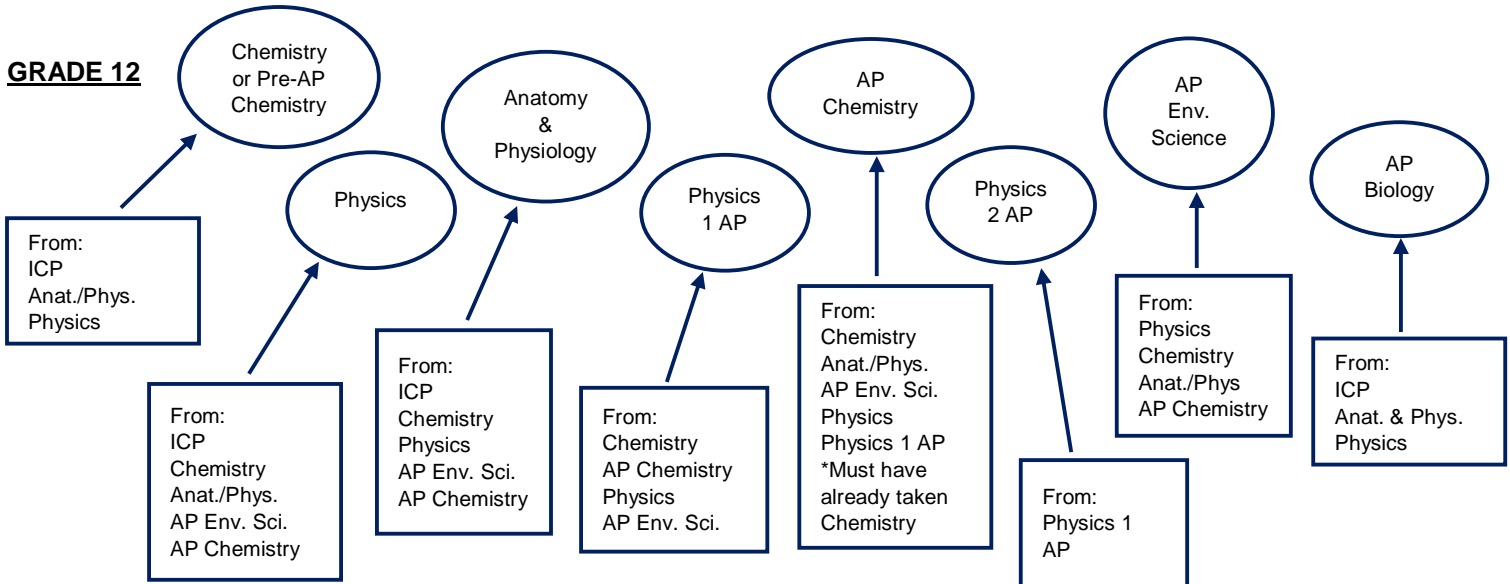 GRADE 12
Chemistry
or Pre-AP
Chemistry
Physics
Anatomy
&
Physiology
Physics
1 AP
AP
Chemistry
Physics
2 AP
AP
Env.
Science
AP
Biology
From:
ICP
Anat./Phys.
Physics
From:
ICP
Chemistry
Anat./Phys.
AP Env. Sci.
AP Chemistry
From:
ICP
Chemistry
Physics
AP Env. Sci.
AP Chemistry
From:
Chemistry
AP Chemistry
Physics
AP Env. Sci.
From:
Chemistry
Anat./Phys.
AP Env. Sci.
Physics
Physics 1 AP
*Must have
already taken
Chemistry
From:
Physics 1
AP
From:
Physics
Chemistry
Anat./Phys
AP Chemistry
From:
ICP
Anat. & Phys.
Physics